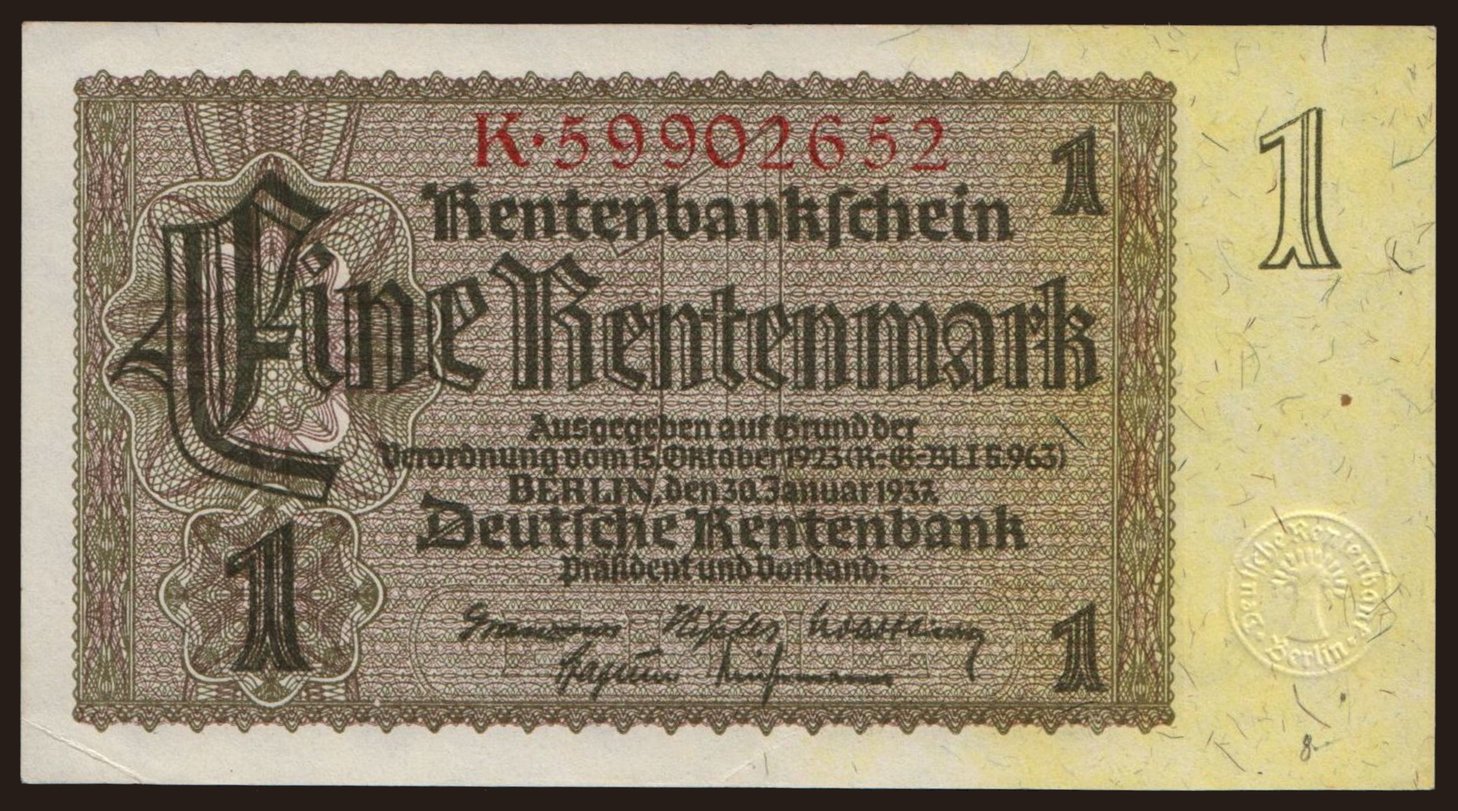 K·59902652
1
1
Rentenbankſchein
Eine Rentenmark
Ausgegeben auf Grund der
Verordnung vom 15. Oktober 1923 (R-G-Bl.I S.963)
BERLIN, den 30. Januar 1937
Deutſche Rentenbank
Präſident und Vorſtand:
1
1
Deutsche Rentenbank
Berlin
8